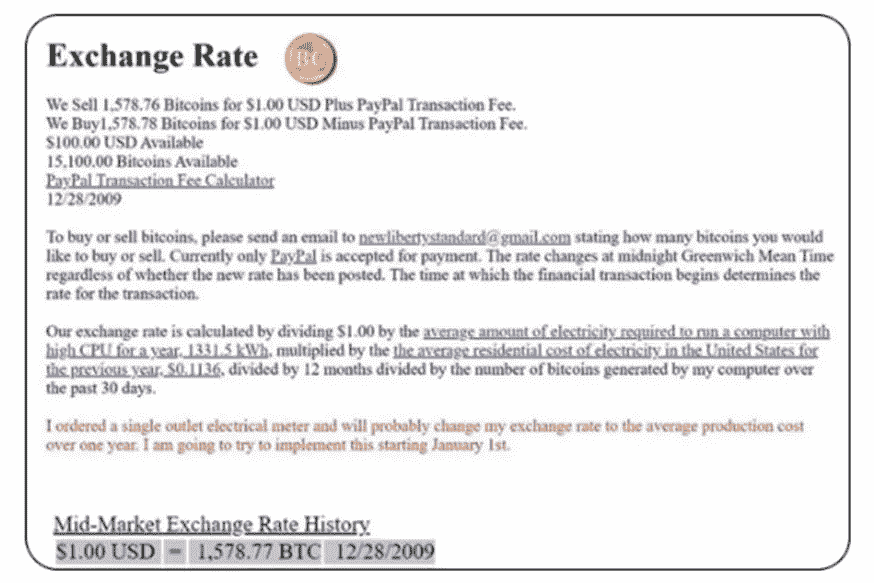 Exchange Rate BC
We Sell 1,578.76 Bitcoins for $1.00 USD Plus PayPal Transaction Fee.
We Buy1,578.78 Bitcoins for $1.00 USD Minus PayPal Transaction Fee.
$100.00 USD Available
15,100.00 Bitcoins Available
PayPal Transaction Fee Calculator
12/28/2009
To buy or sell bitcoins, please send an email to newlibertystandard@gmail.com stating how many bitcoins you would
like to buy or sell. Currently only PayPal is accepted for payment. The rate changes at midnight Greenwich Mean Time
regardless of whether the new rate has been posted. The time at which the financial transaction begins determines the
rate for the transaction.
Our exchange rate is calculated by dividing $1.00 by the average amount of electricity required to run a computer with
high CPU for a year, 1331.5 kWh, multiplied by the the average residential cost of electricity in the United States for
the previous year, $0.1136, divided by 12 months divided by the number of bitcoins generated by my computer over
the past 30 days.
I ordered a single outlet electrical meter and will probably change my exchange rate to the average production cost
over one year. I am going to try to implement this starting January 1st.
Mid-Market Exchange Rate History
$1.00 USD = 1,578.77 BTC 12/28/2009